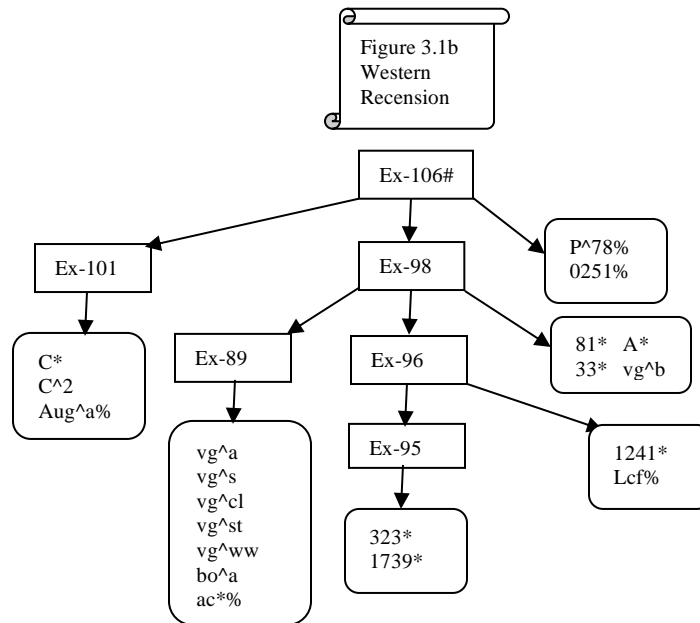 Figure 3.1b
Western
Recension
Ex-106#
Ex-101
Ex-98
P^78%
0251%
C*
C^2
Aug^a%
Ex-89
Ex-96
81* A*
33* vg^b
vg^a
vg^s
vg^cl
vg^st
vg^ww
bo^a
ac*%
Ex-95
1241*
Lcf%
323*
1739*